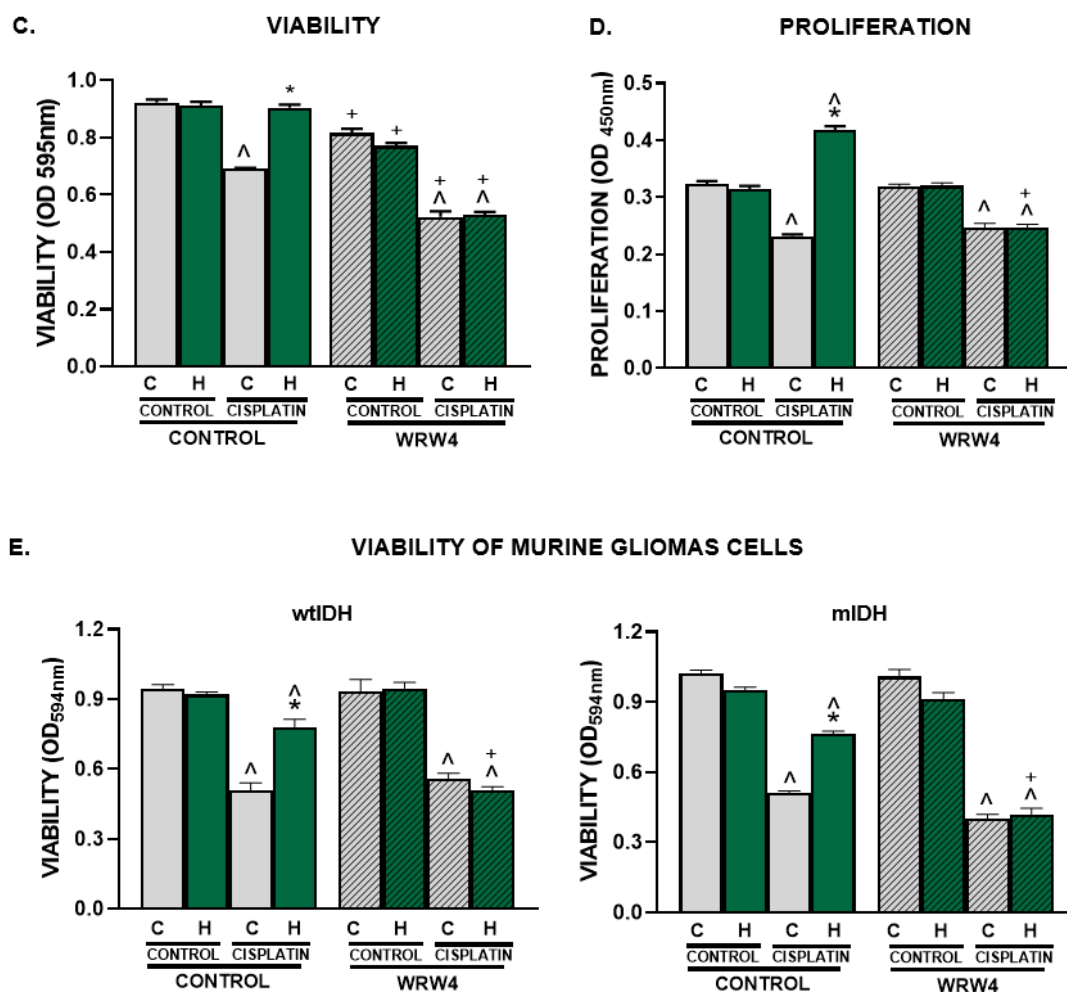 C. VIABILITY
VIABILITY (OD 595nm)
1.0
0.8
0.6
0.4
0.2
0.0
* ^ + + + ^ + ^
C H C H C C C H
CONTROL CISPLATIN CONTROL CISPLATIN
CONTROL WRW4
D. PROLIFERATION
PROLIFERATION (OD 450nm)
0.5
0.4
0.3
0.2
0.1
0.0
^ ^ * ^ + ^
C H C H C H C H
CONTROL CISPLATIN CONTROL CISPLATIN
CONTROL WRW4
E. VIABILITY OF MURINE GLIOMAS CELLS
wtIDH
VIABILITY (OD594nm)
1.2
0.9
0.6
0.3
0.0
^ ^ * ^ + ^
C H C H C H C H
CONTROL CISPLATIN CONTROL CISPLATIN
CONTROL WRW4
mIDH
VIABILITY (OD594nm)
1.2
0.9
0.6
0.3
0.0
^ ^ * ^ + ^
C H C H C H C H
CONTROL CISPLATIN CONTROL CISPLATIN
CONTROL WRW4